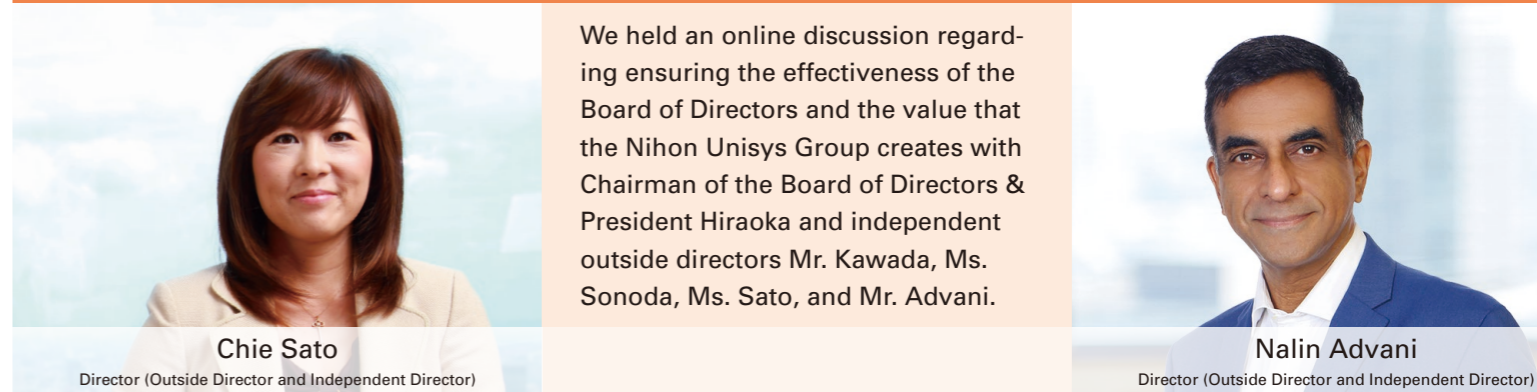 We held an online discussion regard-
ing ensuring the effectiveness of the
Board of Directors and the value that
the Nihon Unisys Group creates with
Chairman of the Board of Directors &
President Hiraoka and independent
outside directors Mr. Kawada, Ms.
Sonoda, Ms. Sato, and Mr. Advani.
Chie Sato
Director (Outside Director and Independent Director)
Nalin Advani
Director (Outside Director and Independent Director)